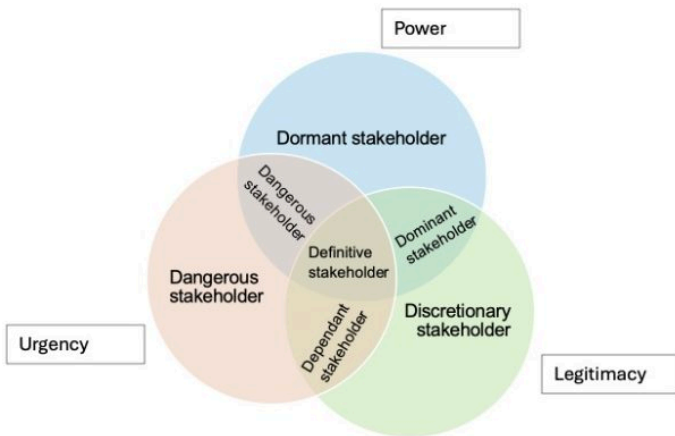 Power
Dormant stakeholder
Dangerous
stakeholder
Dominant
stakeholder
Definitive
stakeholder
Dangerous
stakeholder
Discretionary
stakeholder
Dependant
stakeholder
Urgency
Legitimacy